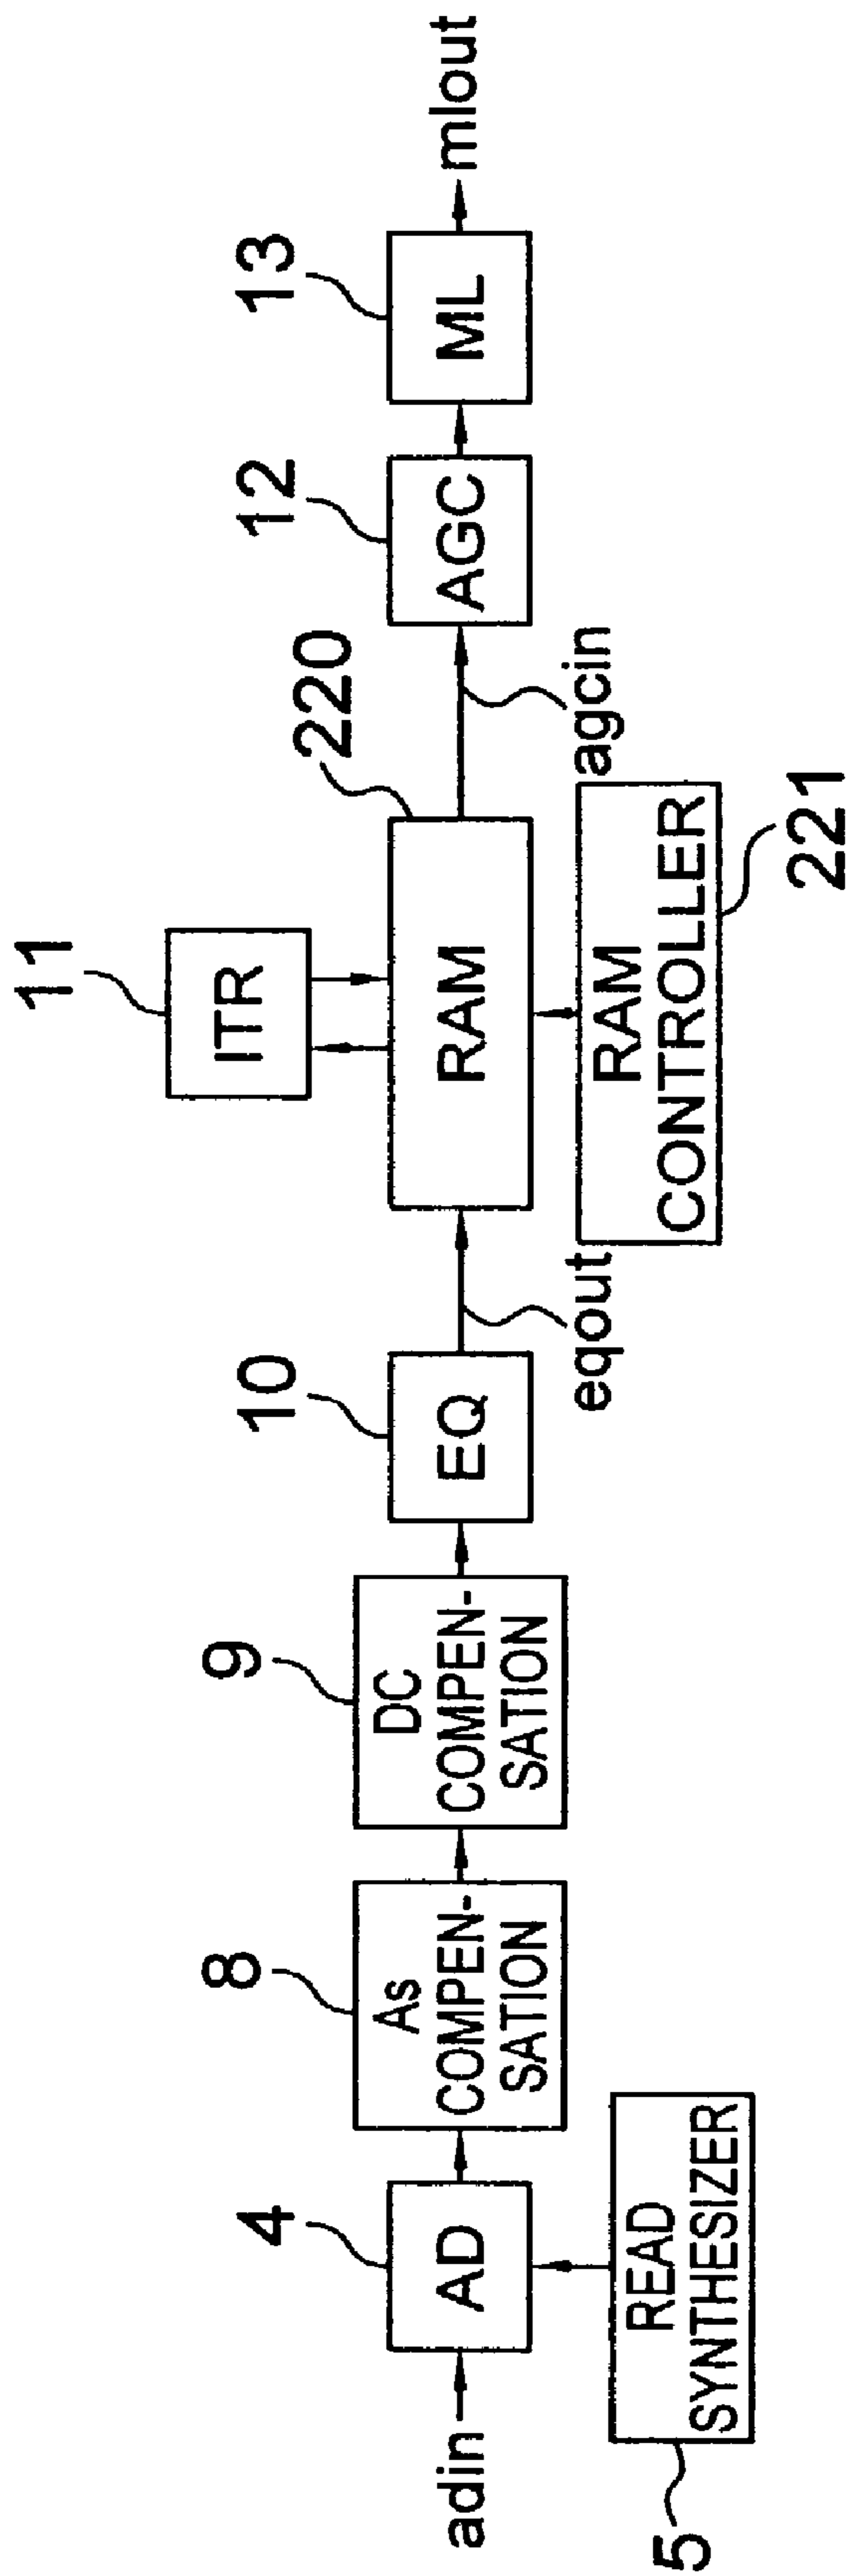 adin
4
AD
5
READ
SYNTHESIZER
8
As
COMPEN-
SATION
9
DC
COMPEN-
SATION
10
EQ
eqout
11
ITR
220
RAM
RAM
CONTROLLER
221
agcin
12
AGC
13
ML
mlout